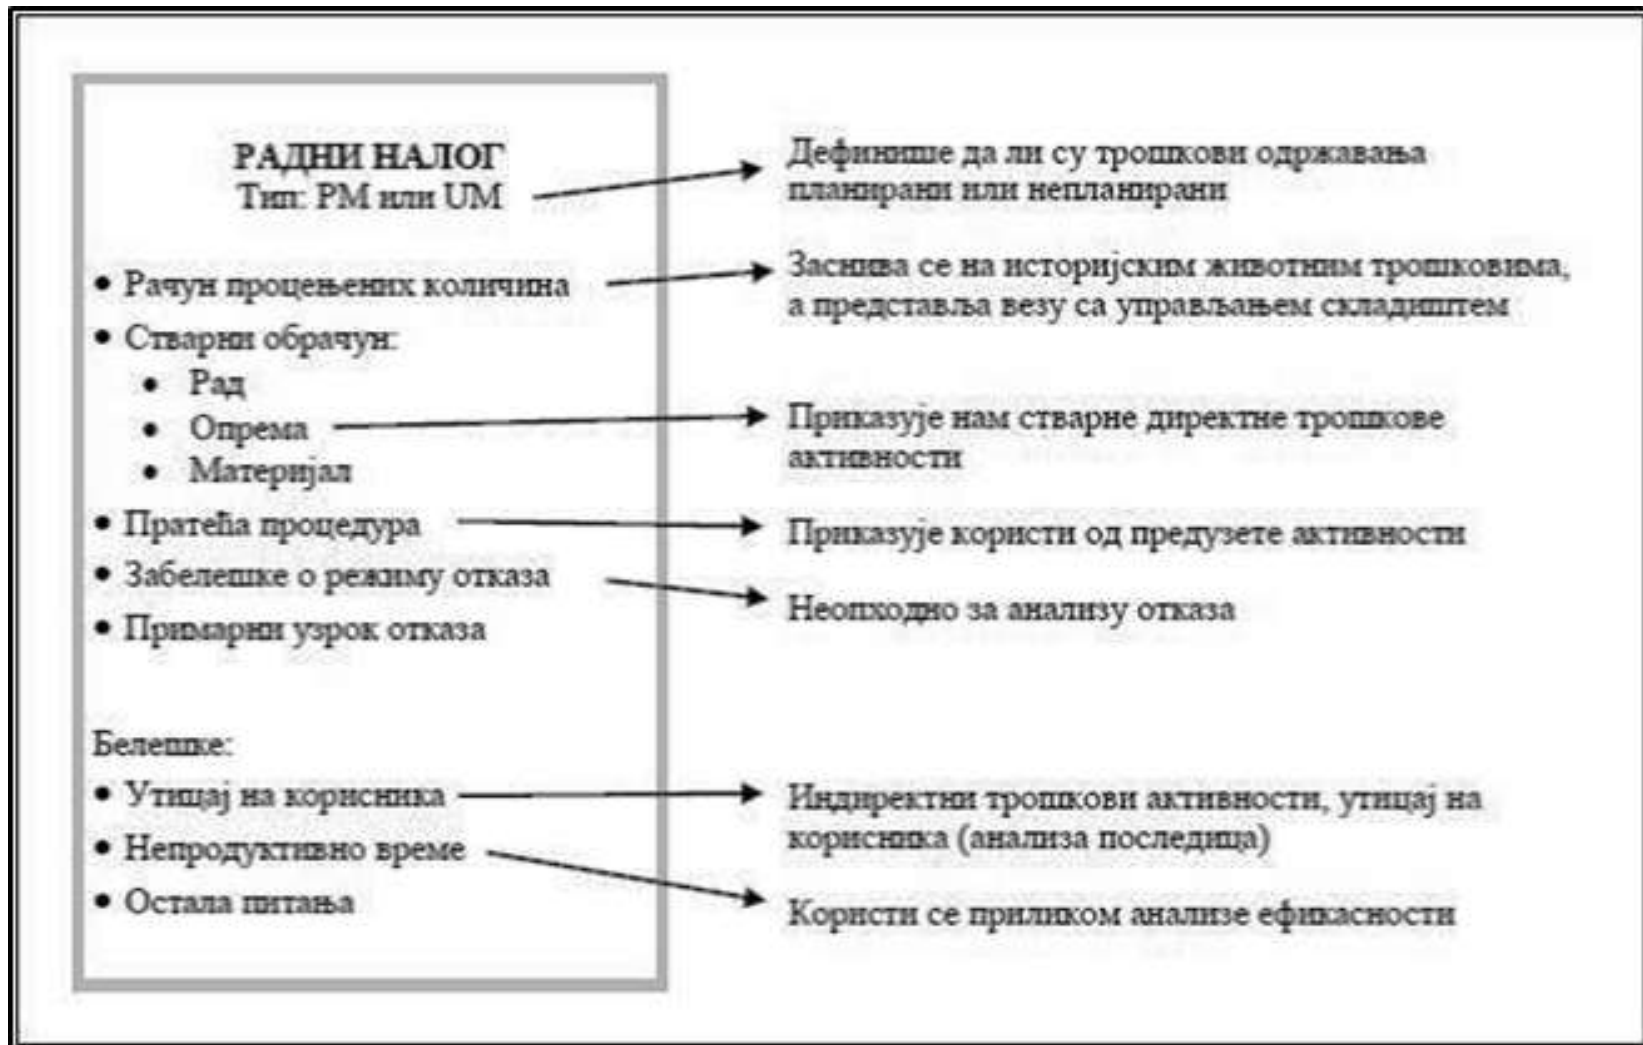 РАДНИ НАЛОГ
Тип: PM или UM
• Рачун процењених количина
• Стварни обрачун:
• Рад
• Опрема
• Материјал
• Пратећа процедура
• Забелешке о режиму отказа
• Примарни узрок отказа
Белешке:
• Утицај на корисника
• Непродуктивно време
• Остала питања
Дефинише да ли су трошкови одржавања
планирани или непланирани
Заснива се на историјским животним трошковима,
а представља везу са управљањем складиштем
Приказује нам стварне директне трошкове
активности
Приказује користи од предузете активности
Неопходно за анализу отказа
Индиректни трошкови активности, утицај на
корисника (анализа последица)
Користи се приликом анализе ефикасности